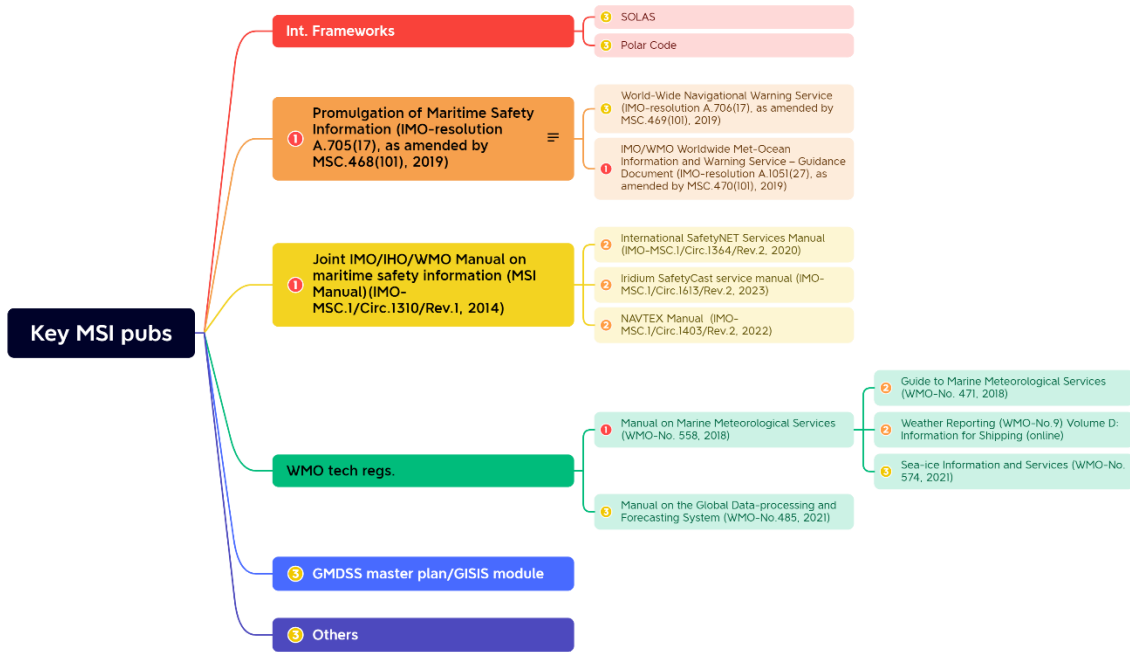 Key MSI pubs
Int. Frameworks
3
SOLAS
3
Polar Code
1
Promulgation of Maritime Safety
Information (IMO-resolution
A.705(17), as amended by
MSC.468(101), 2019)
3
World-Wide Navigational Warning Service
(IMO-resolution A.706(17), as amended by
MSC.469(101), 2019)
1
IMO/WMO Worldwide Met-Ocean
Information and Warning Service – Guidance
Document (IMO-resolution A.1051(27), as
amended by MSC.470(101), 2019)
1
Joint IMO/IHO/WMO Manual on
maritime safety information (MSI
Manual)(IMO-
MSC.1/Circ.1310/Rev.1, 2014)
2
International SafetyNET Services Manual
(IMO-MSC.1/Circ.1364/Rev.2, 2020)
2
Iridium SafetyCast service manual (IMO-
MSC.1/Circ.1613/Rev.2, 2023)
2
NAVTEX Manual (IMO-
MSC.1/Circ.1403/Rev.2, 2022)
WMO tech regs.
1
Manual on Marine Meteorological Services
(WMO-No. 558, 2018)
2
Guide to Marine Meteorological Services
(WMO-No. 471, 2018)
2
Weather Reporting (WMO-No.9) Volume D:
Information for Shipping (online)
3
Sea-ice Information and Services (WMO-No.
574, 2021)
3
Manual on the Global Data-processing and
Forecasting System (WMO-No.485, 2021)
3
GMDSS master plan/GISIS module
3
Others